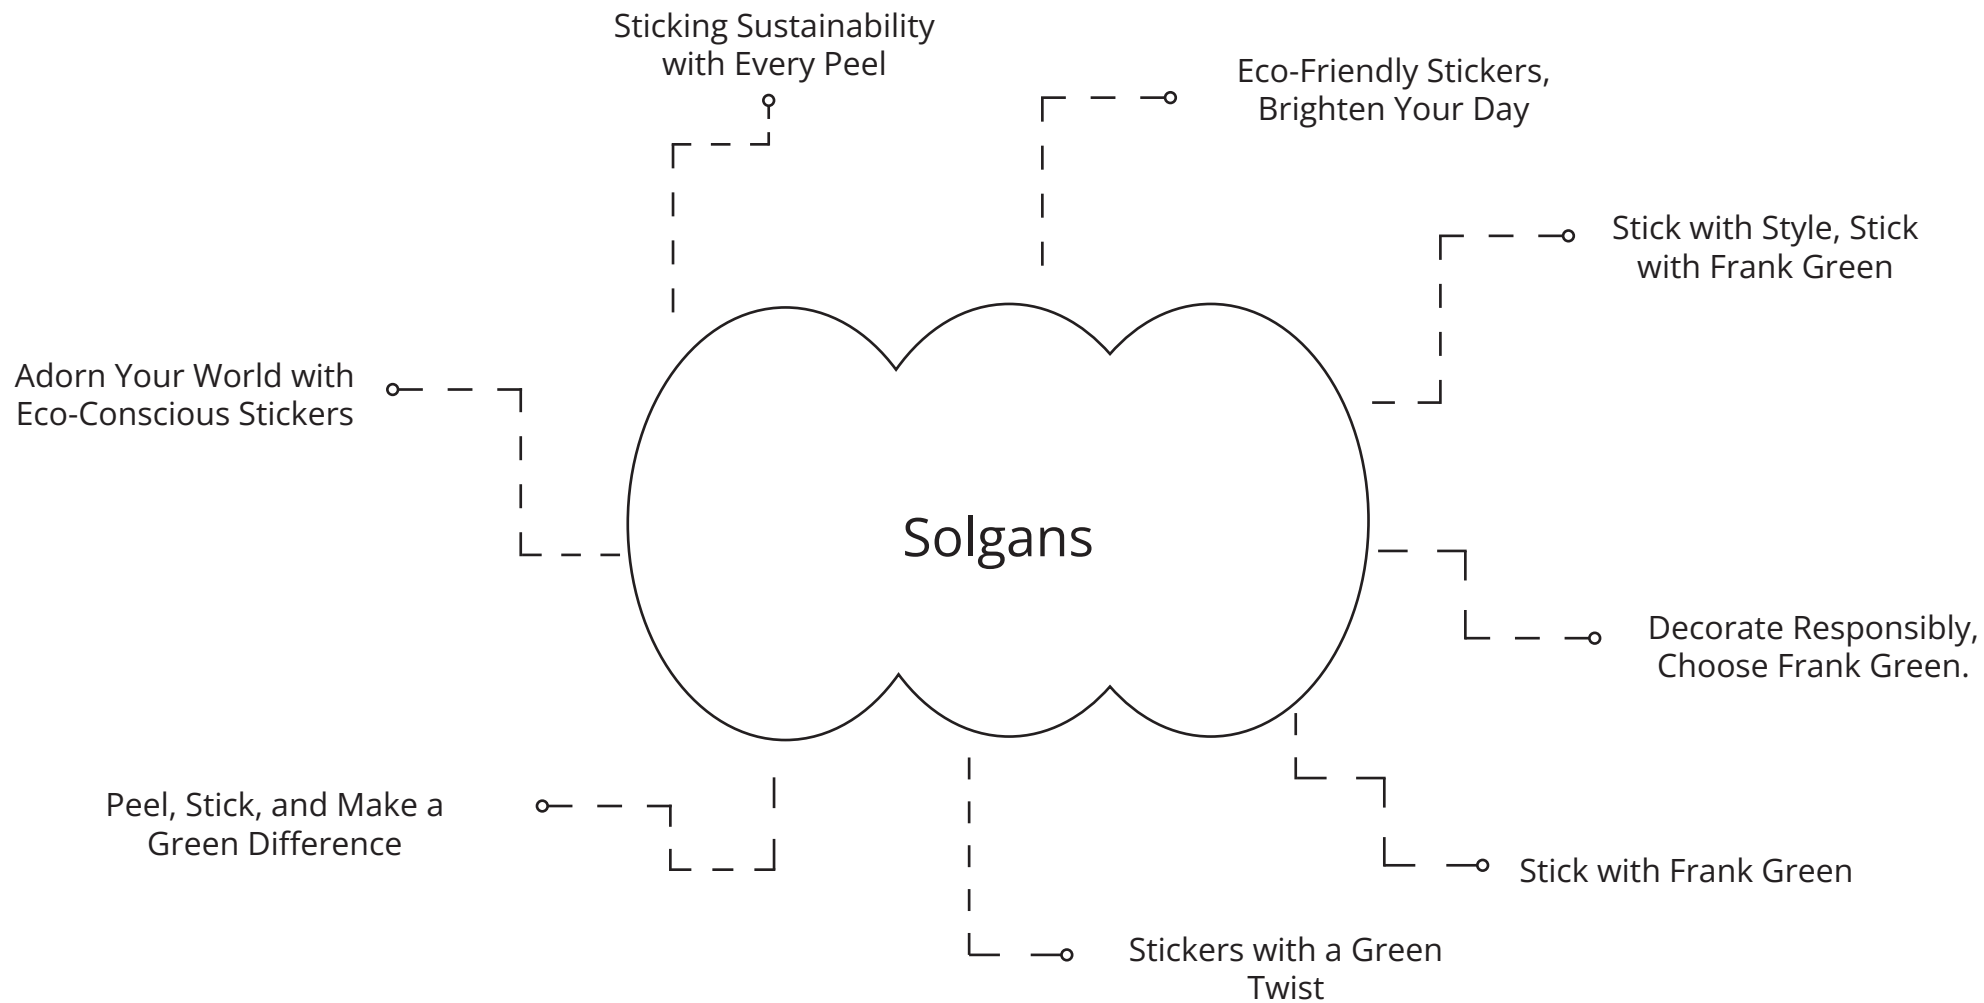 Sticking Sustainability
with Every Peel
Eco-Friendly Stickers,
Brighten Your Day
Stick with Style, Stick
with Frank Green
Adorn Your World with
Eco-Conscious Stickers
Solgans
Decorate Responsibly,
Choose Frank Green.
Peel, Stick, and Make a
Green Difference
Stick with Frank Green
Stickers with a Green
Twist